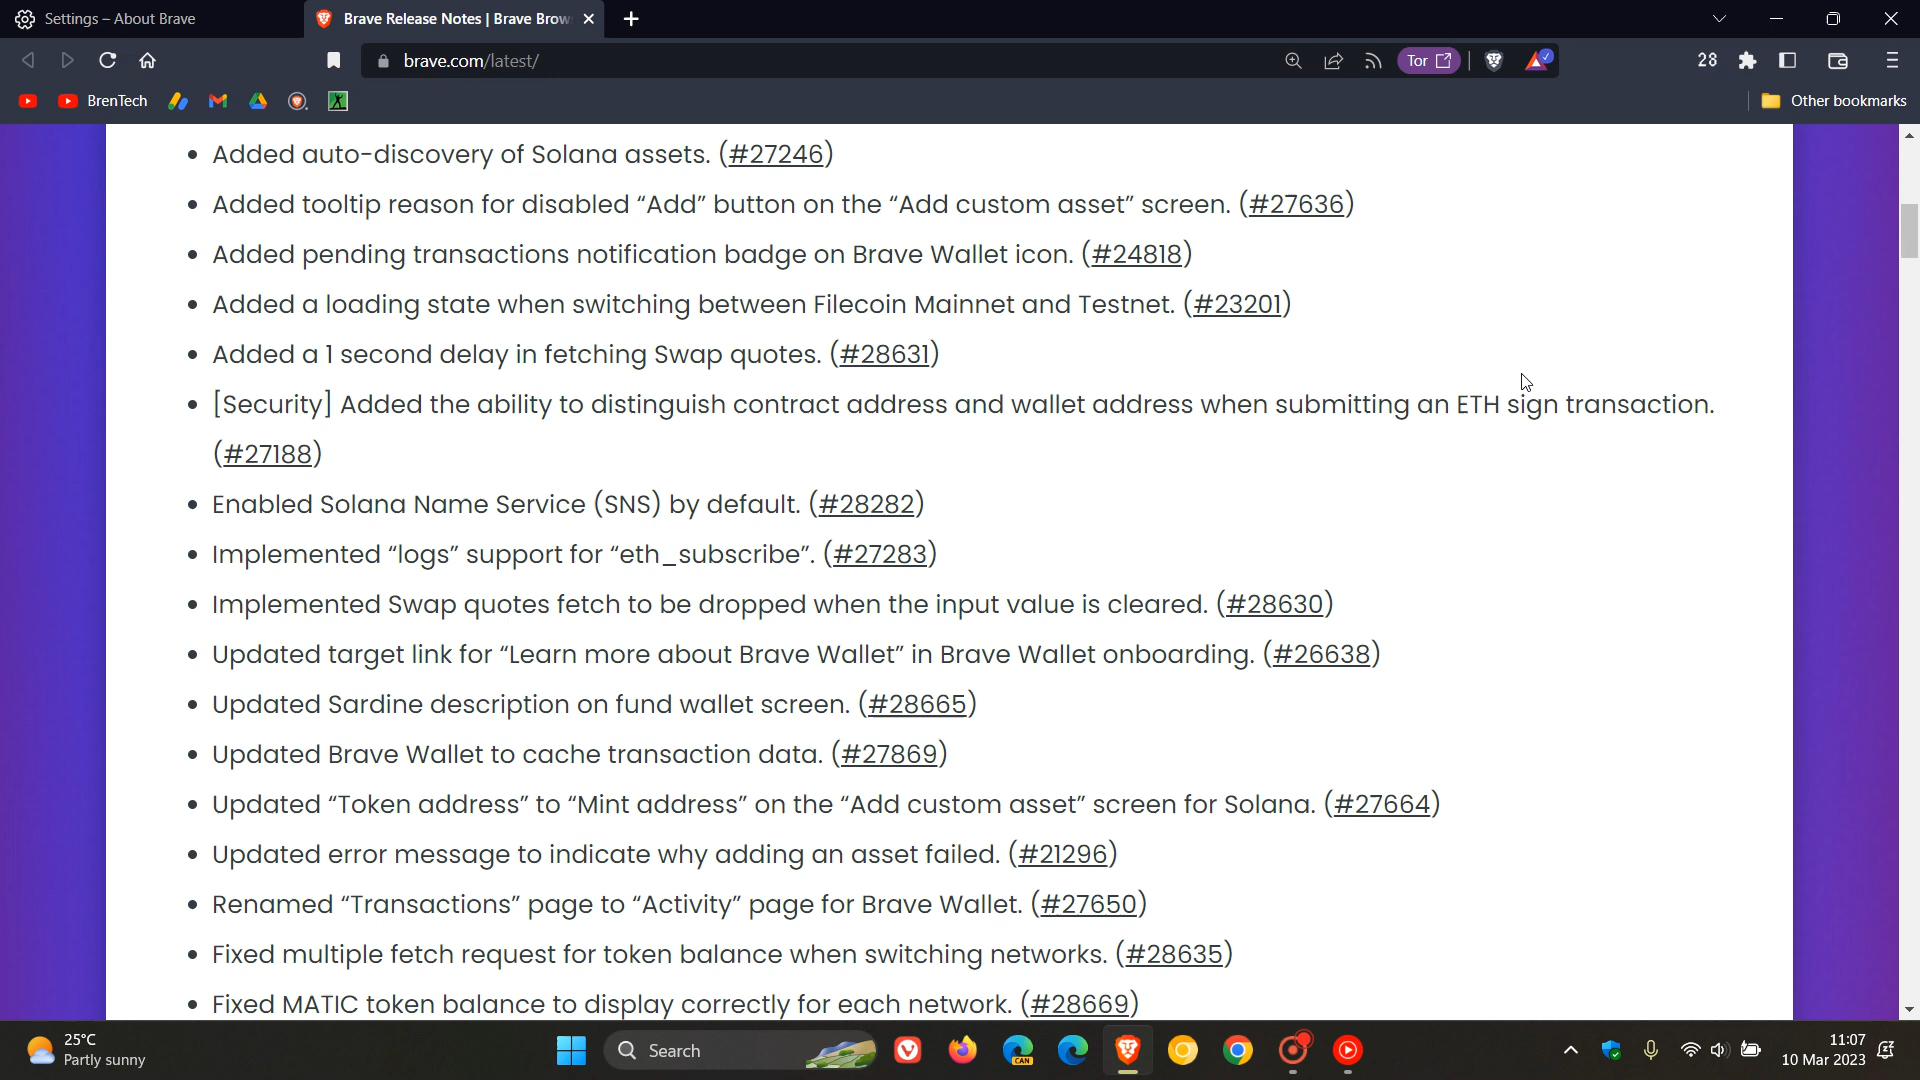 Settings – About Brave
Brave Release Notes | Brave Brow
brave.com/latest/
Tor
28
BrenTech
Other bookmarks
• Added auto-discovery of Solana assets. (#27246)
• Added tooltip reason for disabled “Add” button on the “Add custom asset” screen. (#27636)
• Added pending transactions notification badge on Brave Wallet icon. (#24818)
• Added a loading state when switching between Filecoin Mainnet and Testnet. (#23201)
• Added a 1 second delay in fetching Swap quotes. (#28631)
• [Security] Added the ability to distinguish contract address and wallet address when submitting an ETH sign transaction.
(#27188)
• Enabled Solana Name Service (SNS) by default. (#28282)
• Implemented “logs” support for “eth_subscribe”. (#27283)
• Implemented Swap quotes fetch to be dropped when the input value is cleared. (#28630)
• Updated target link for “Learn more about Brave Wallet” in Brave Wallet onboarding. (#26638)
• Updated Sardine description on fund wallet screen. (#28665)
• Updated Brave Wallet to cache transaction data. (#27869)
• Updated “Token address” to “Mint address” on the “Add custom asset” screen for Solana. (#27664)
• Updated error message to indicate why adding an asset failed. (#21296)
• Renamed “Transactions” page to “Activity” page for Brave Wallet. (#27650)
• Fixed multiple fetch request for token balance when switching networks. (#28635)
• Fixed MATIC token balance to display correctly for each network. (#28669)
25°C
Partly sunny
Search
CAN
11:07
10 Mar 2023